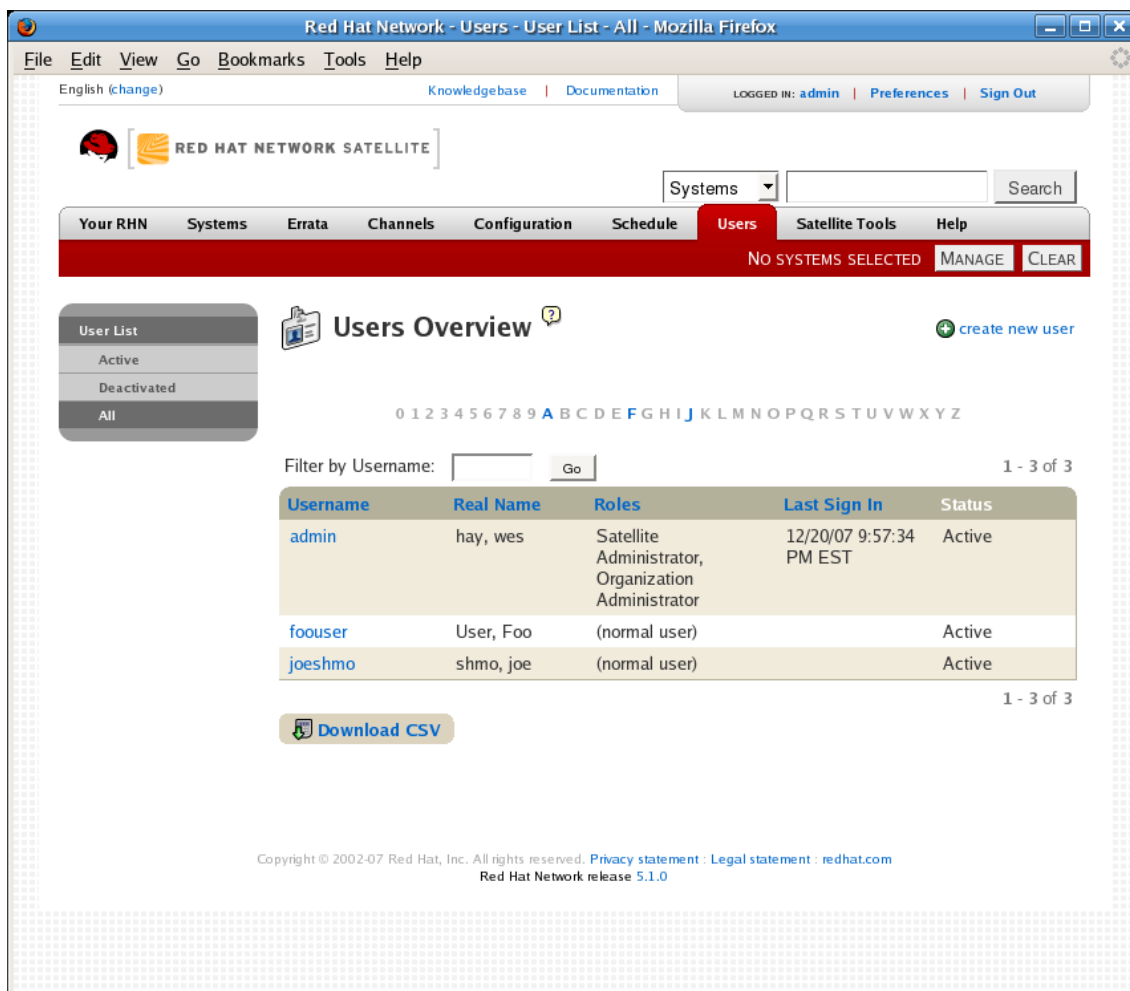 Red Hat Network - Users - User List - All - Mozilla Firefox
File Edit View Go Bookmarks Tools Help
English (change) Knowledgebase | Documentation LOGGED IN: admin | Preferences | Sign Out
RED HAT NETWORK SATELLITE
Systems Search
Your RHN Systems Errata Channels Configuration Schedule Users Satellite Tools Help
NO SYSTEMS SELECTED MANAGE CLEAR
User List
Active
Deactivated
All
Users Overview ?
create new user
0 1 2 3 4 5 6 7 8 9 A B C D E F G H I J K L M N O P Q R S T U V W X Y Z
Filter by Username: Go 1 - 3 of 3
Username Real Name Roles Last Sign In Status
admin hay, wes Satellite 12/20/07 9:57:34 Active
Administrator, PM EST
Organization
Administrator
foouser User, Foo (normal user) Active
joeshmo shmo, joe (normal user) Active
1 - 3 of 3
Download CSV
Copyright © 2002-07 Red Hat, Inc. All rights reserved. Privacy statement : Legal statement : redhat.com
Red Hat Network release 5.1.0